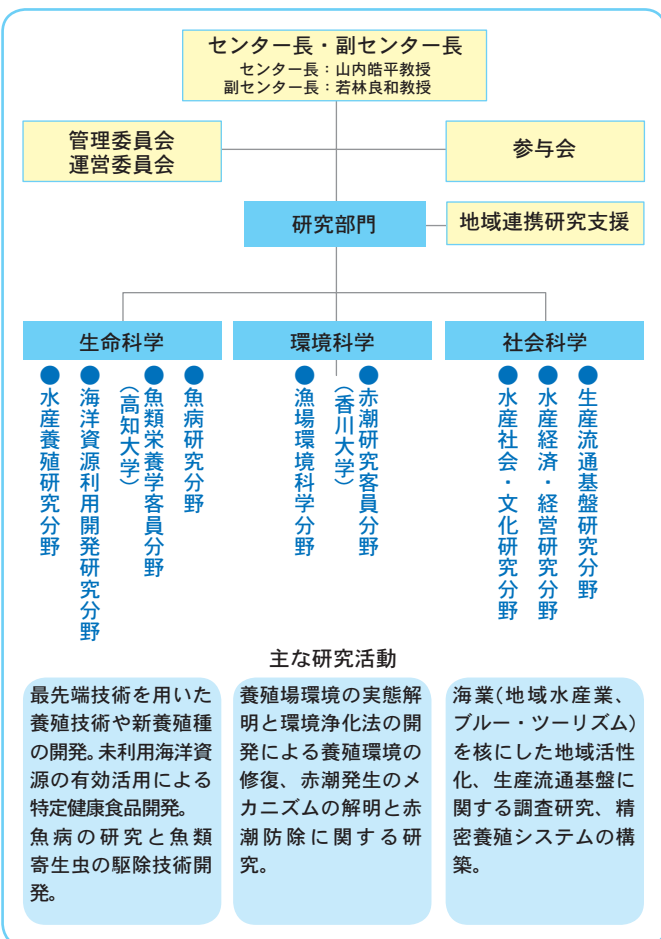 センター長・副センター長
センター長：山内皓平教授
副センター長：若林良和教授
管理委員会
運営委員会
参与会
研究部門
地域連携研究支援
生命科学
環境科学
社会科学
●魚病研究分野
●魚類栄養学客員分野
（高知大学）
●海洋資源利用開発研究分野
●水産養殖研究分野
●赤潮研究客員分野
（香川大学）
●漁場環境科学分野
●生産流通基盤研究分野
●水産経済・経営研究分野
●水産社会・文化研究分野
主な研究活動
最先端技術を用いた
養殖技術や新養殖種
の開発。未利用海洋資
源の有効活用による
特定健康食品開発。
魚病の研究と魚類
寄生虫の駆除技術開
発。
養殖場環境の実態解
明と環境浄化法の開
発による養殖環境の
修復、赤潮発生のメ
カニズムの解明と赤
潮防除に関する研
究。
海業(地域水産業、
ブルー・ツーリズム)
を核にした地域活性
化、生産流通基盤に
関する調査研究、精
密養殖システムの構
築。